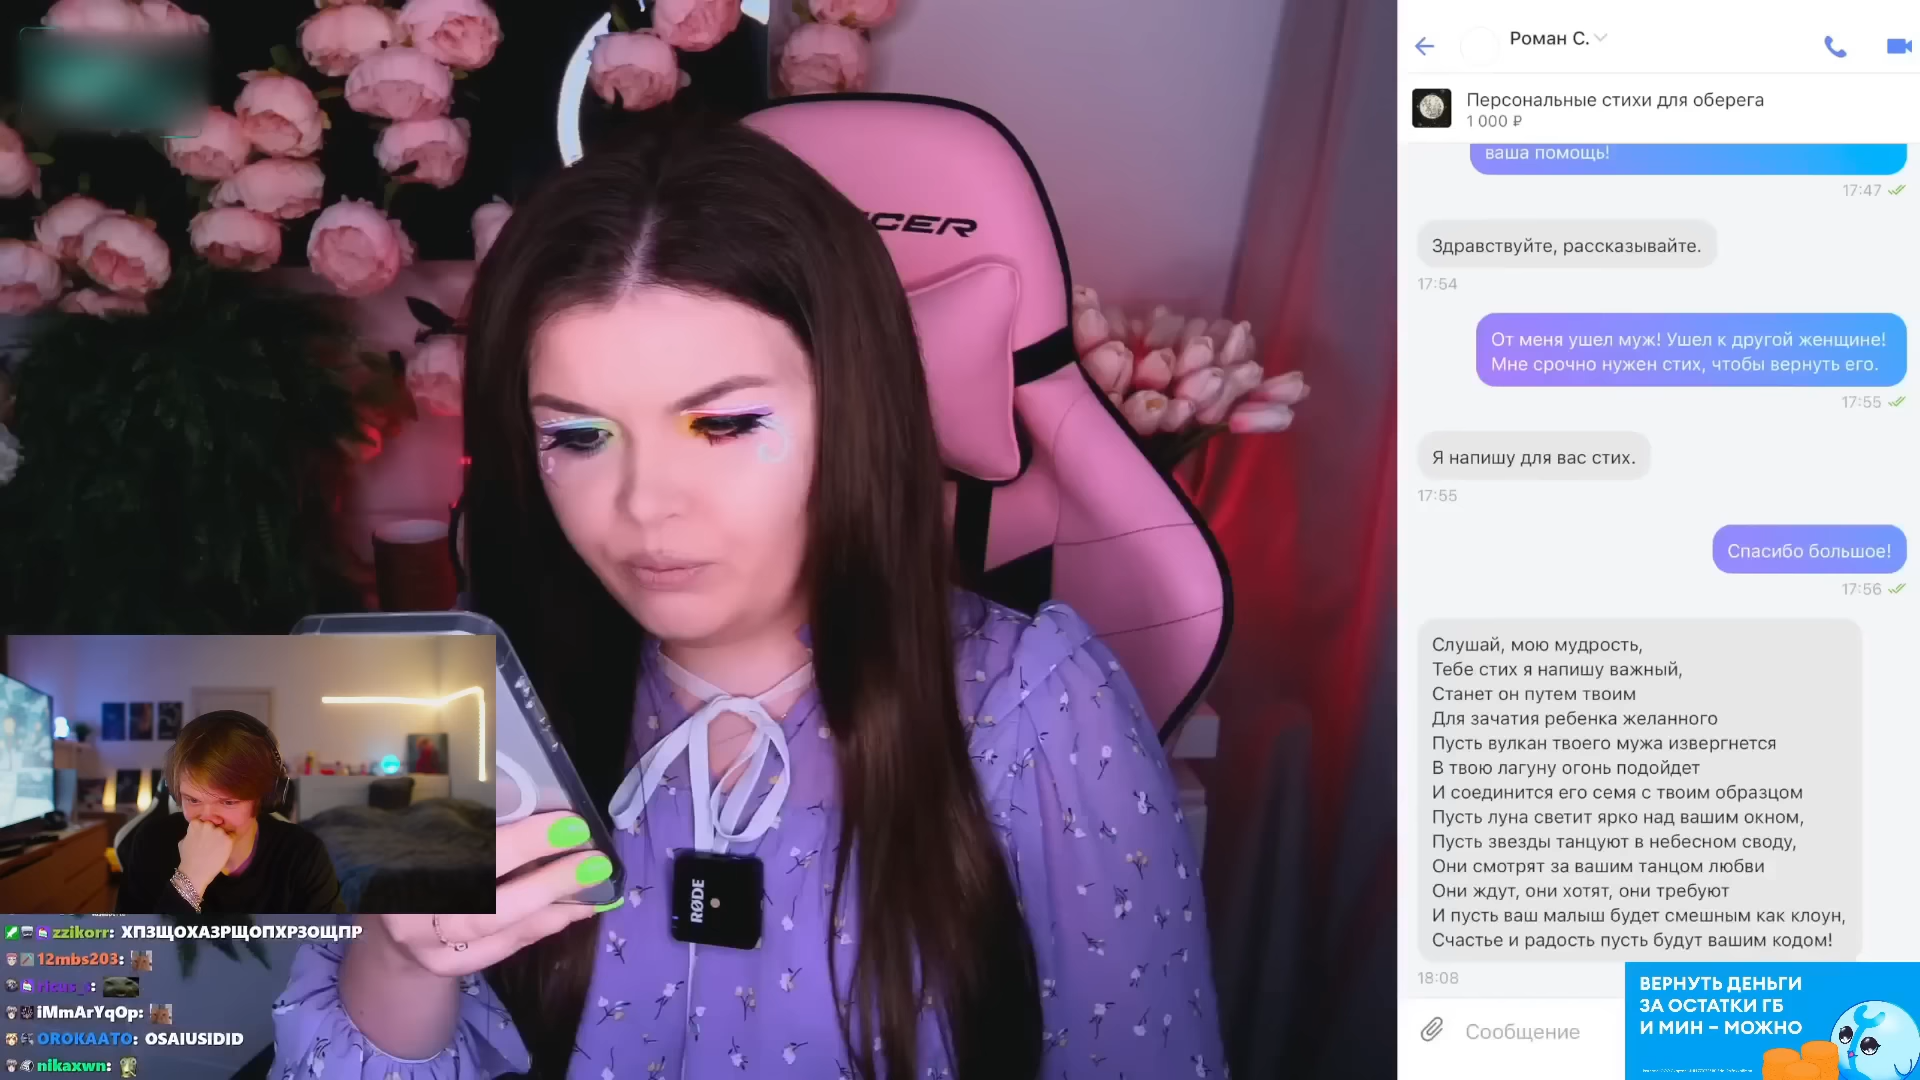 Роман С.
Персональные стихи для оберега
1 000 ₽
ваша помощь!
17:47
Здравствуйте, рассказывайте.
17:54
От меня ушел муж! Ушел к другой женщине!
Мне срочно нужен стих, чтобы вернуть его.
17:55
Я напишу для вас стих.
17:55
Спасибо большое!
17:56
Слушай, мою мудрость,
Тебе стих я напишу важный,
Станет он путем твоим
Для зачатия ребенка желанного
Пусть вулкан твоего мужа извергнется
В твою лагуну огонь подойдет
И соединится его семя с твоим образцом
Пусть луна светит ярко над вашим окном,
Пусть звезды танцуют в небесном своду,
Они смотрят за вашим танцом любви
Они ждут, они хотят, они требуют
И пусть ваш малыш будет смешным как клоун,
Счастье и радость пусть будут вашим кодом!
18:08
Сообщение
ВЕРНУТЬ ДЕНЬГИ
ЗА ОСТАТКИ ГБ
И МИН – МОЖНО
CER
RØDE
zzikorr: ХПЗЩОХАЗРЩОПХРЗОЩПР
12mbs203:
iMmArYqOp:
OROKAATO: OSAIUSIDID
nikaxwn: